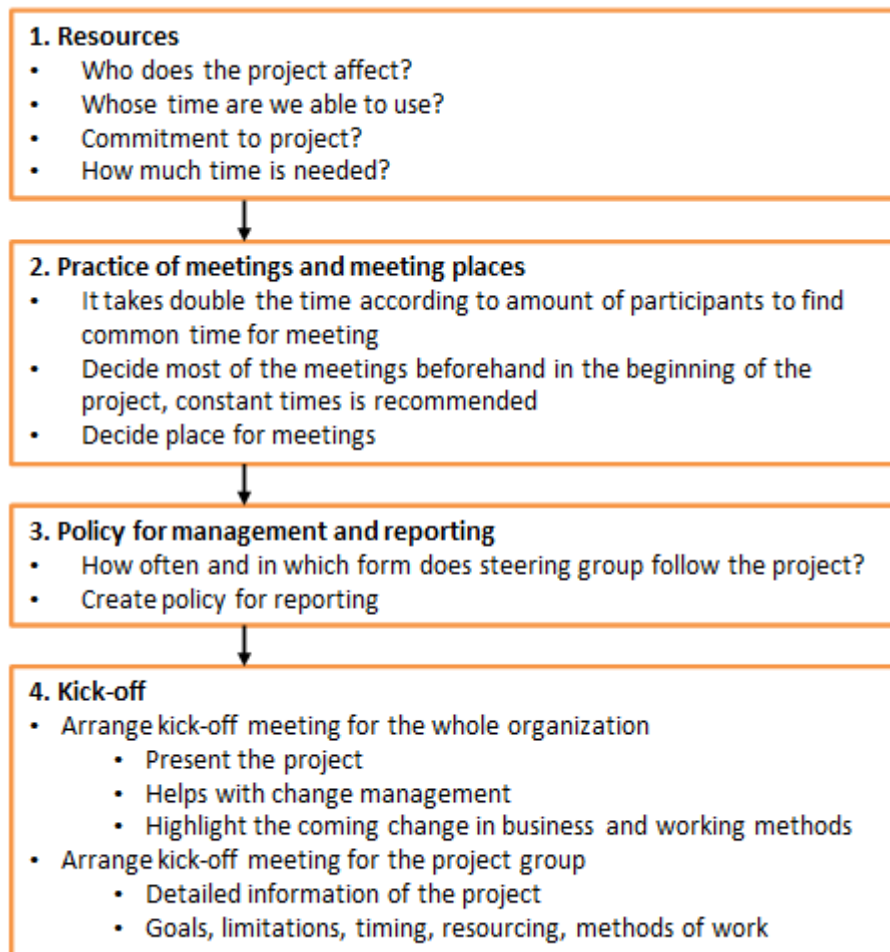 1. Resources
• Who does the project affect?
• Whose time are we able to use?
• Commitment to project?
• How much time is needed?
2. Practice of meetings and meeting places
• It takes double the time according to amount of participants to find
common time for meeting
• Decide most of the meetings beforehand in the beginning of the
project, constant times is recommended
• Decide place for meetings
3. Policy for management and reporting
• How often and in which form does steering group follow the project?
• Create policy for reporting
4. Kick-off
• Arrange kick-off meeting for the whole organization
• Present the project
• Helps with change management
• Highlight the coming change in business and working methods
• Arrange kick-off meeting for the project group
• Detailed information of the project
• Goals, limitations, timing, resourcing, methods of work